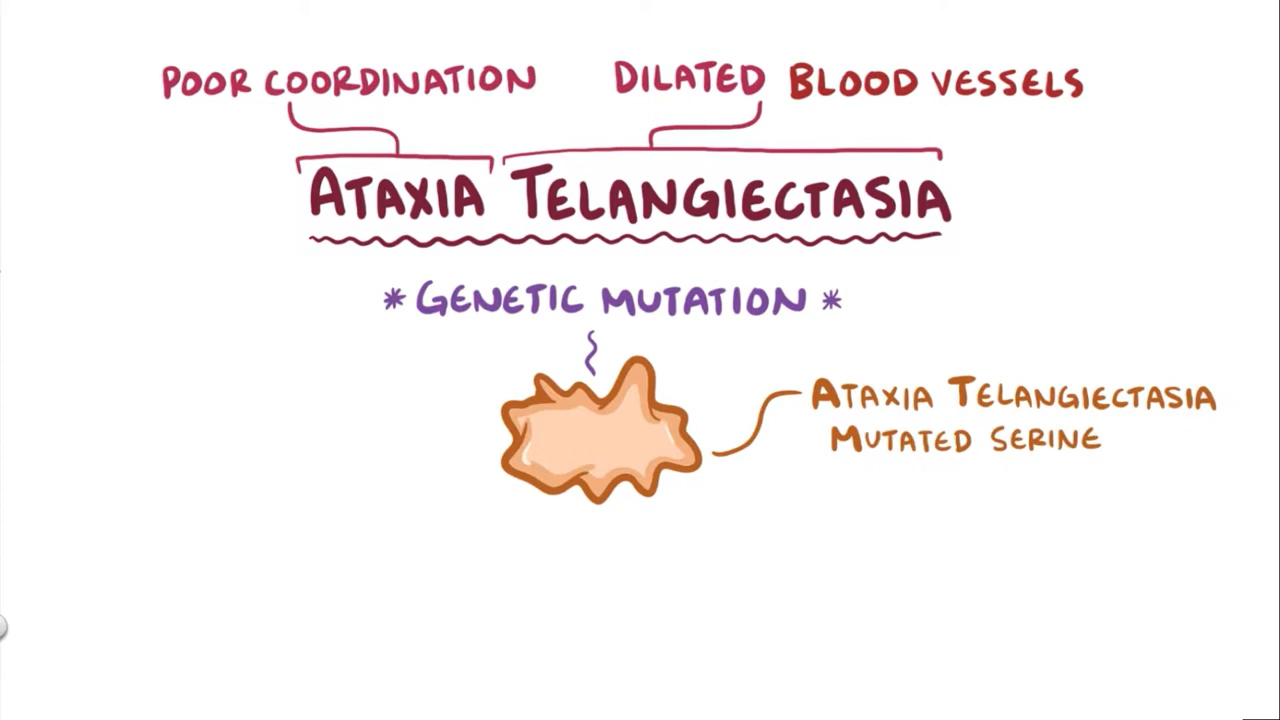 POOR COORDINATION
DILATED BLOOD VESSELS
ATAXIA TELANGIECTASIA
* GENETIC MUTATION *
ATAXIA TELANGIECTASIA
MUTATED SERINE